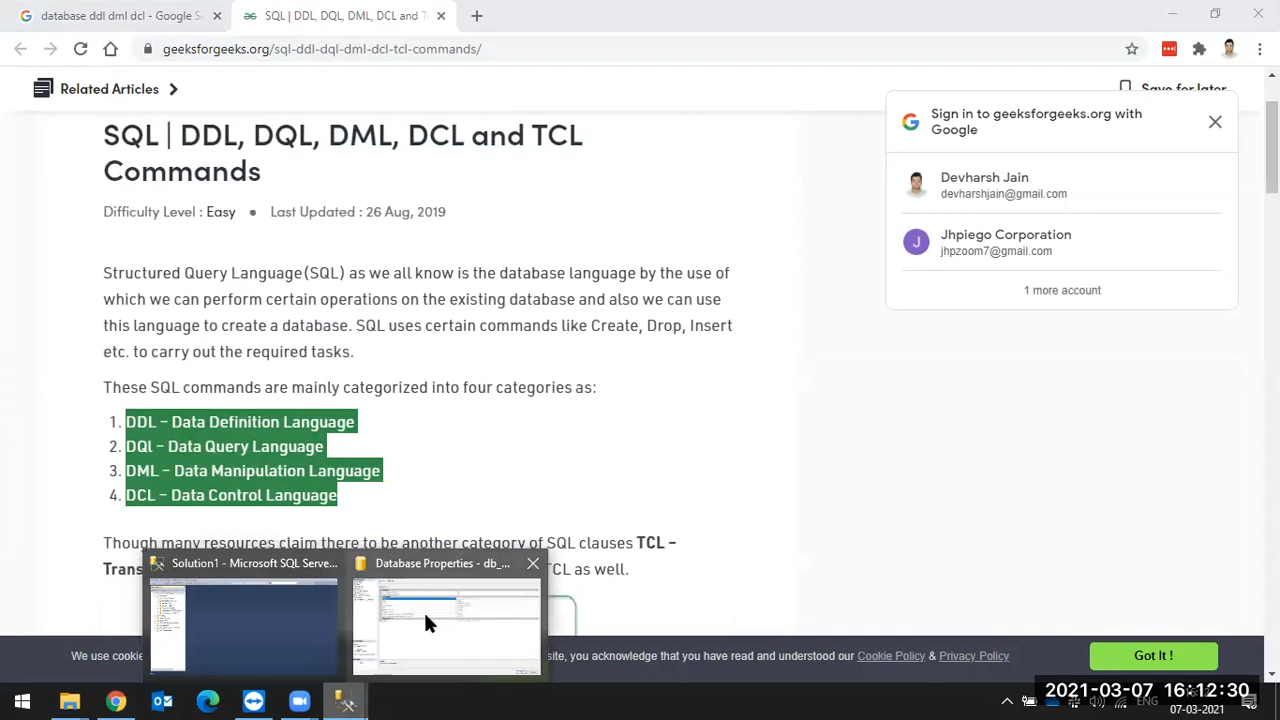 database ddl dml dcl - Google S
SQL | DDL, DQL, DML, DCL and T
geeksforgeeks.org/sql-ddl-dql-dml-dcl-tcl-commands/
Related Articles
Save for later
SQL | DDL, DQL, DML, DCL and TCL
Commands
Difficulty Level : Easy
Last Updated : 26 Aug, 2019
Sign in to geeksforgeeks.org with
Google
Devharsh Jain
devharshjain@gmail.com
J
Jhpiego Corporation
jhpzoom7@gmail.com
1 more account
Structured Query Language(SQL) as we all know is the database language by the use of
which we can perform certain operations on the existing database and also we can use
this language to create a database. SQL uses certain commands like Create, Drop, Insert
etc. to carry out the required tasks.
These SQL commands are mainly categorized into four categories as:
1. DDL – Data Definition Language
2. DQl – Data Query Language
3. DML – Data Manipulation Language
4. DCL – Data Control Language
Though many resources claim there to be another category of SQL clauses TCL –
Trans TCL as well.
Solution1 - Microsoft SQL Serve...
Database Properties - db_...
We use cookie site, you acknowledge that you have read and understood our Cookie Policy & Privacy Policy
Got It !
2021-03-07 16:12:30
ENG
07-03-2021